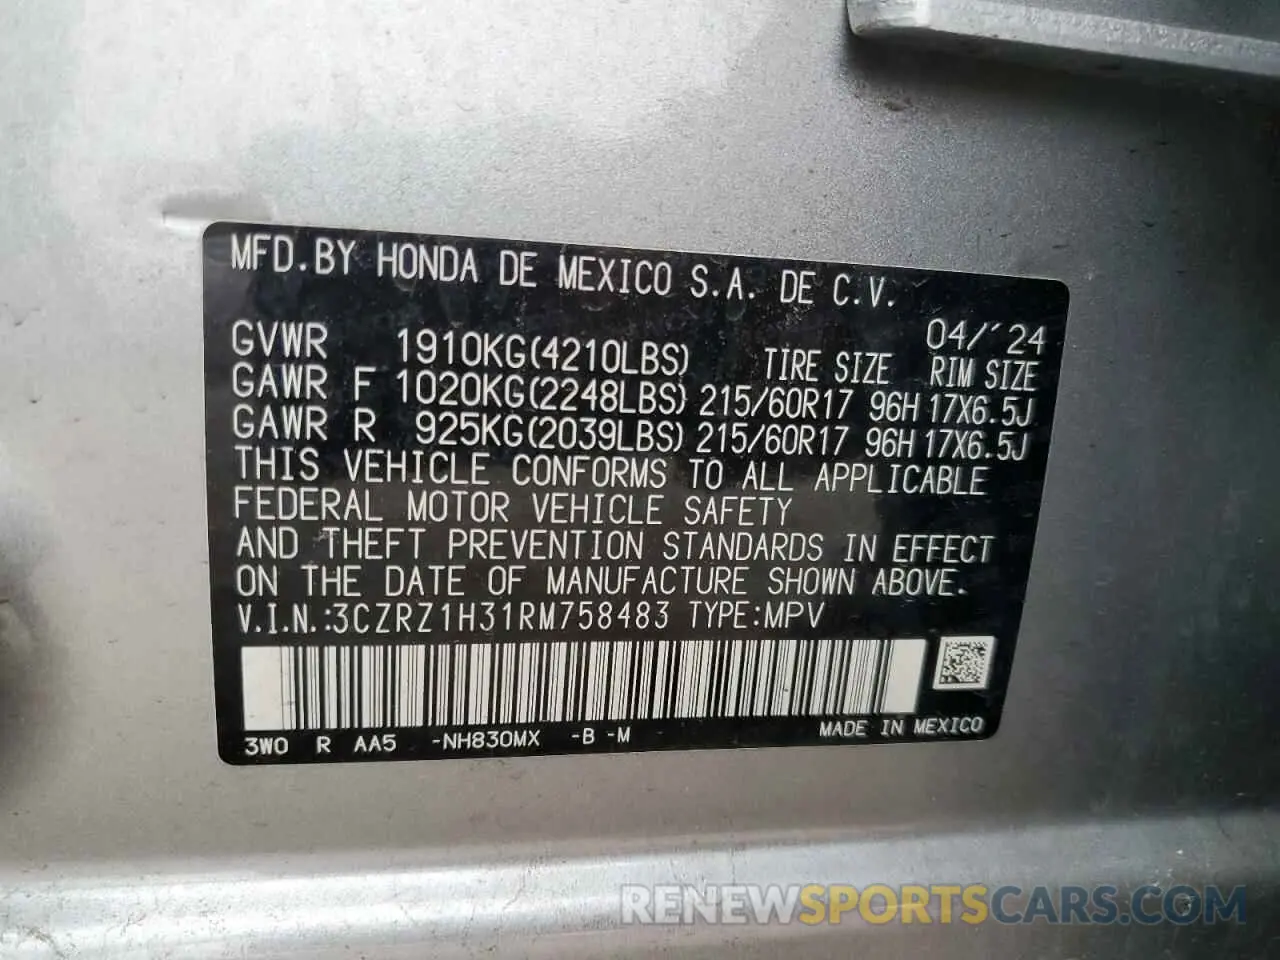 MFD.BY HONDA DE MEXICO S.A. DE C.V.
04/'24
GVWR 1910KG(4210LBS) TIRE SIZE RIM SIZE
GAWR F 1020KG(2248LBS) 215/60R17 96H 17X6.5J
GAWR R 925KG(2039LBS) 215/60R17 96H 17X6.5J
THIS VEHICLE CONFORMS TO ALL APPLICABLE
FEDERAL MOTOR VEHICLE SAFETY
AND THEFT PREVENTION STANDARDS IN EFFECT
ON THE DATE OF MANUFACTURE SHOWN ABOVE.
V.I.N.:3CZRZ1H31RM758483 TYPE:MPV
3W0 R AA5 -NH830MX -B -M MADE IN MEXICO
RENEWSPORTSCARS.COM